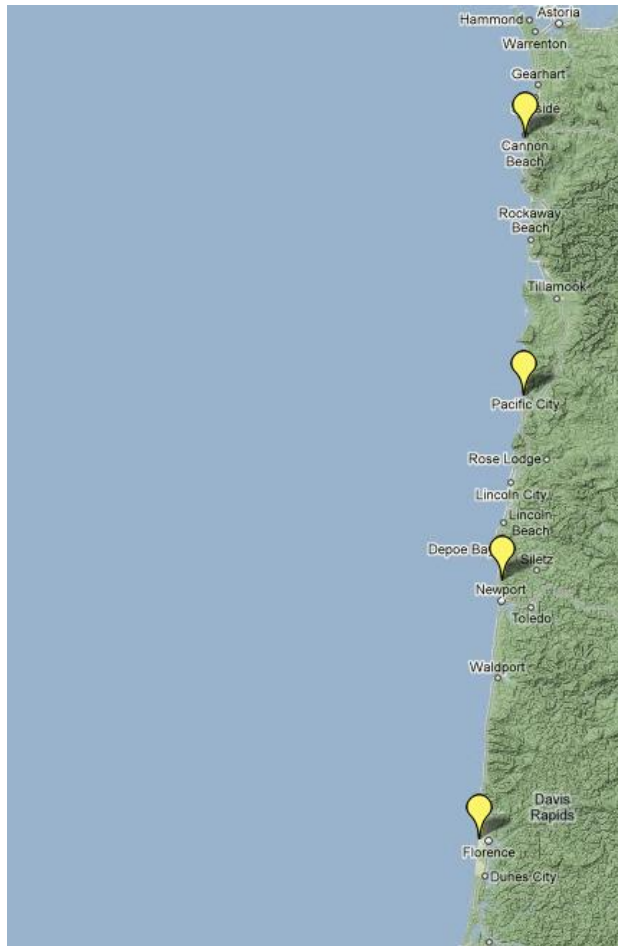 Hammond
Astoria
Warrenton
Gearhart
Cannon
Beach
Rockaway
Beach
Tillamook
Pacific City
Rose Lodge
Lincoln City
Lincoln
Beach
Depoe
Siletz
Newport
Toledo
Waldport
Davis
Rapids
Florence
Dunes City